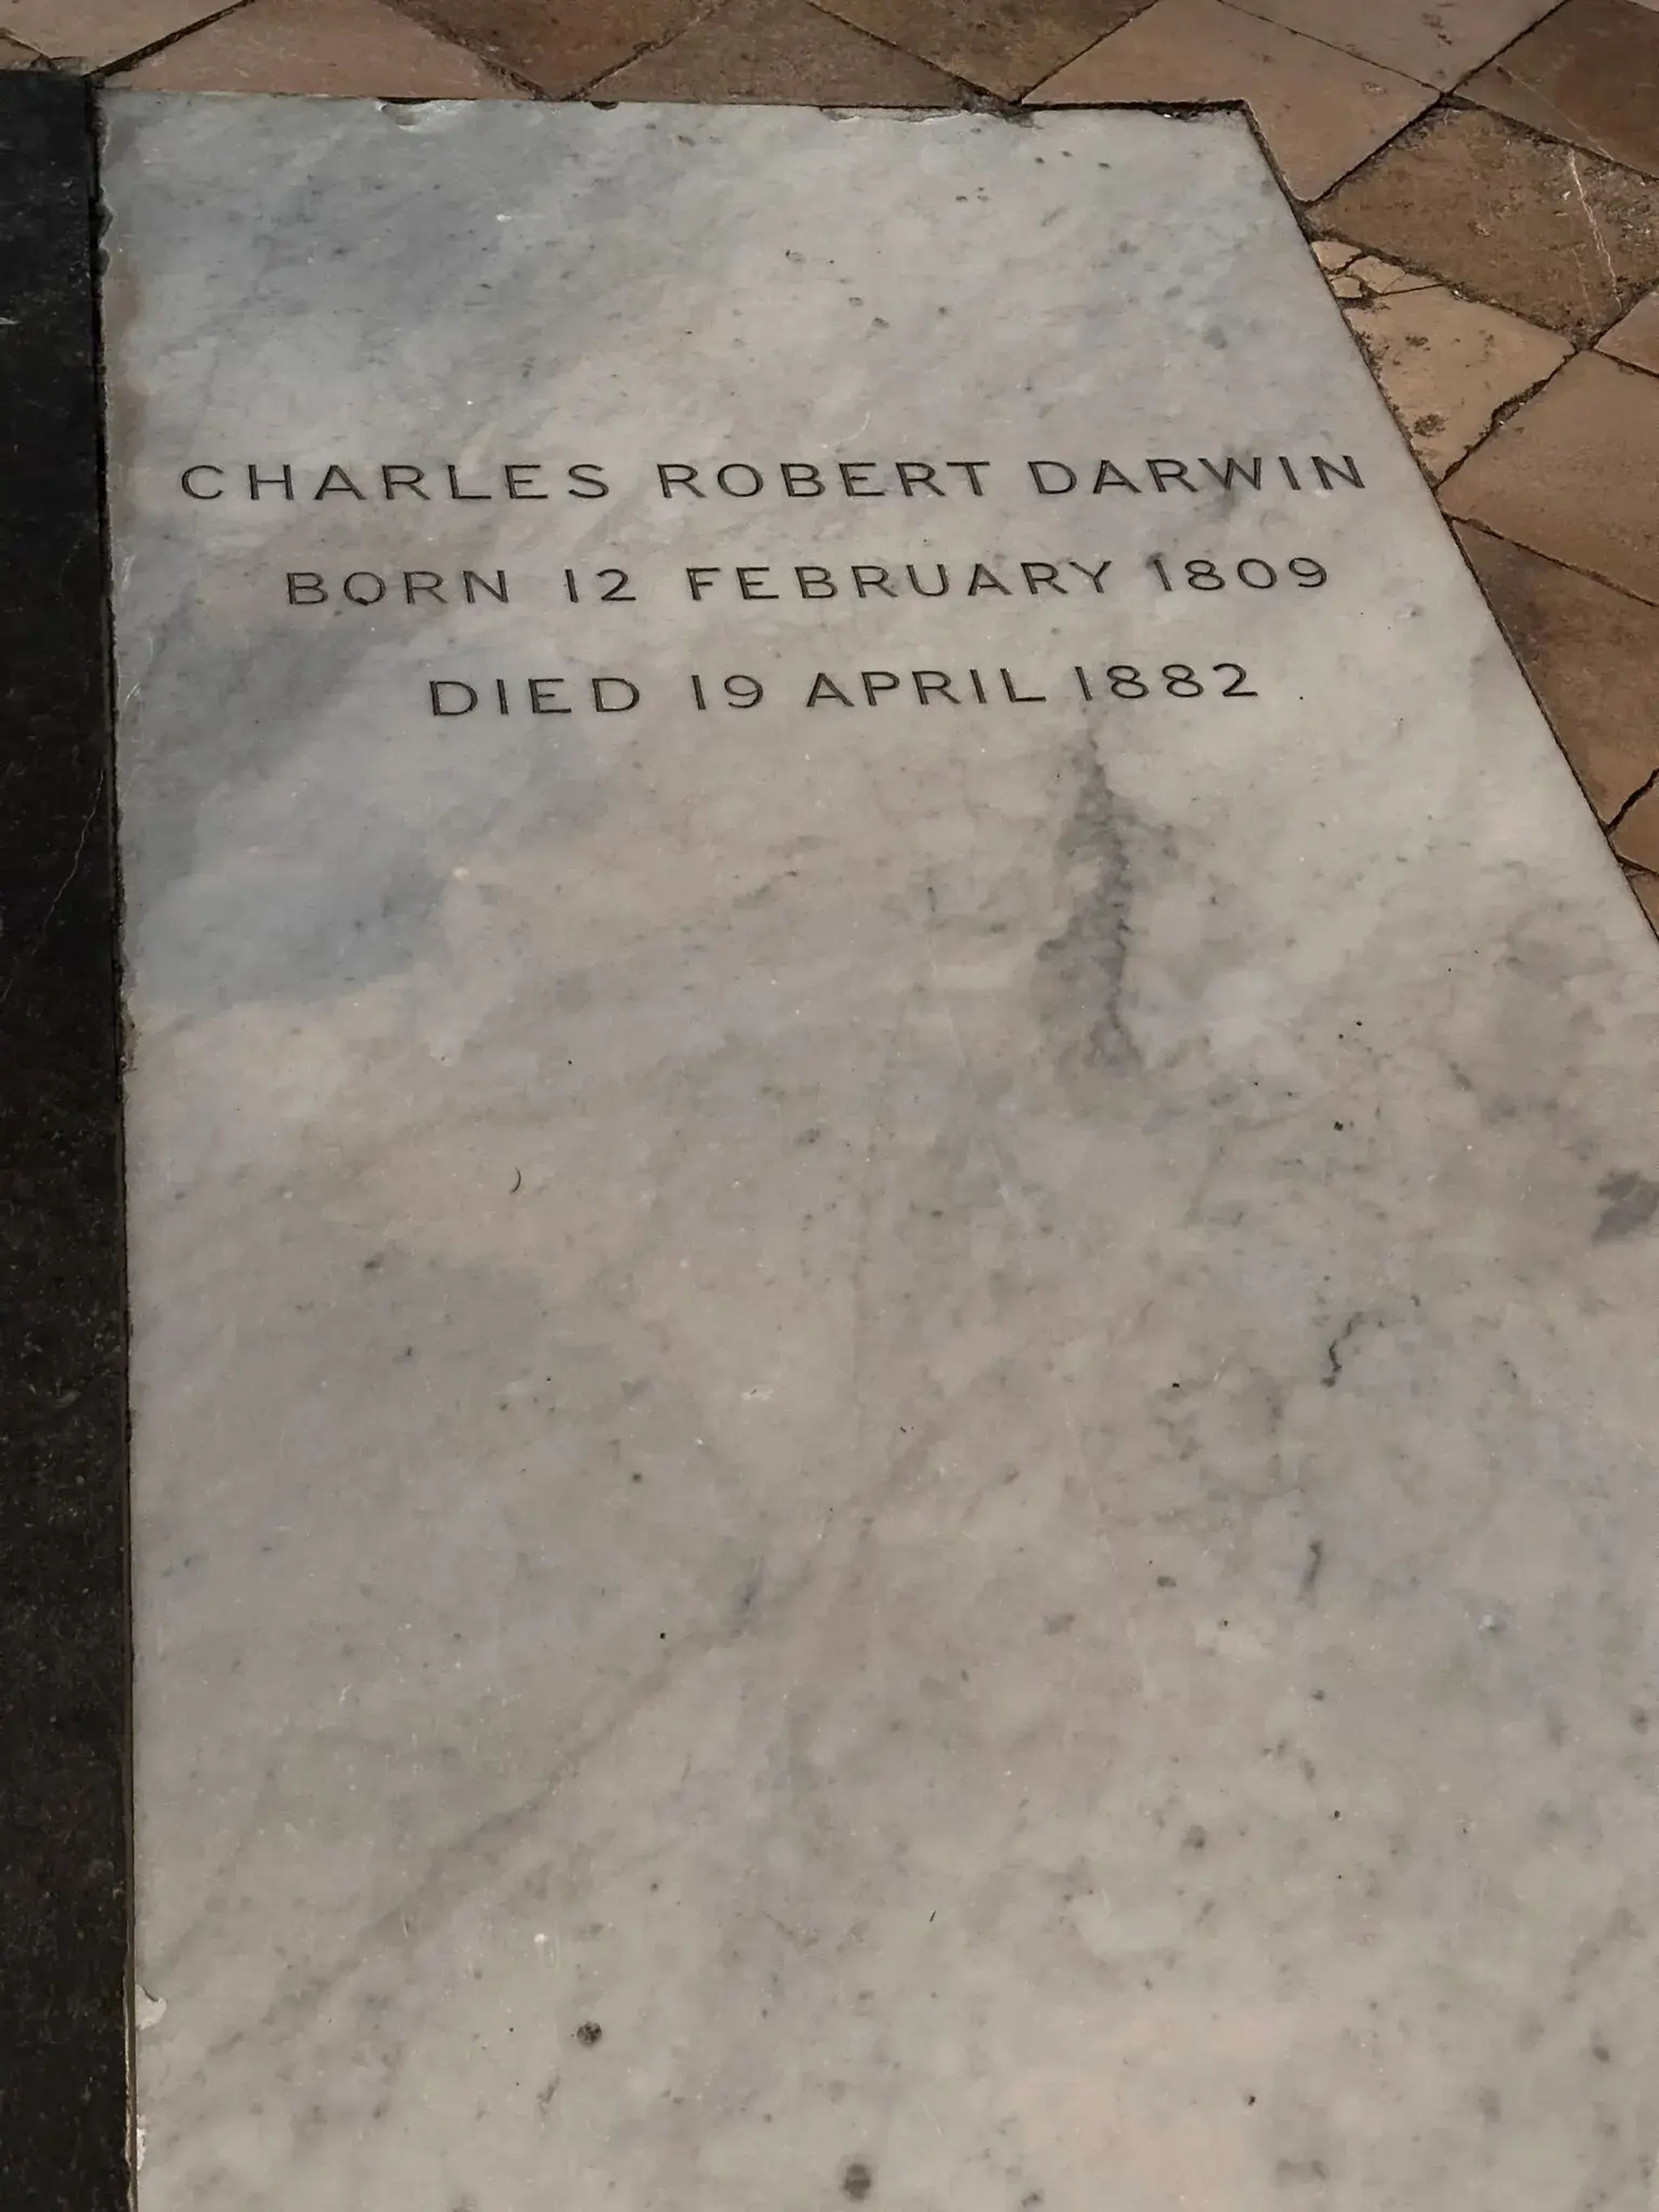 CHARLES ROBERT DARWIN
BORN 12 FEBRUARY 1809
DIED 19 APRIL 1882